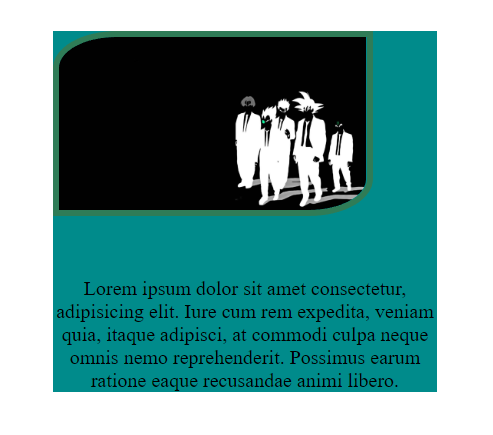 Lorem ipsum dolor sit amet consectetur,
adipisicing elit. Iure cum rem expedita, veniam
quia, itaque adipisci, at commodi culpa neque
omnis nemo reprehenderit. Possimus earum
ratione eaque recusandae animi libero.